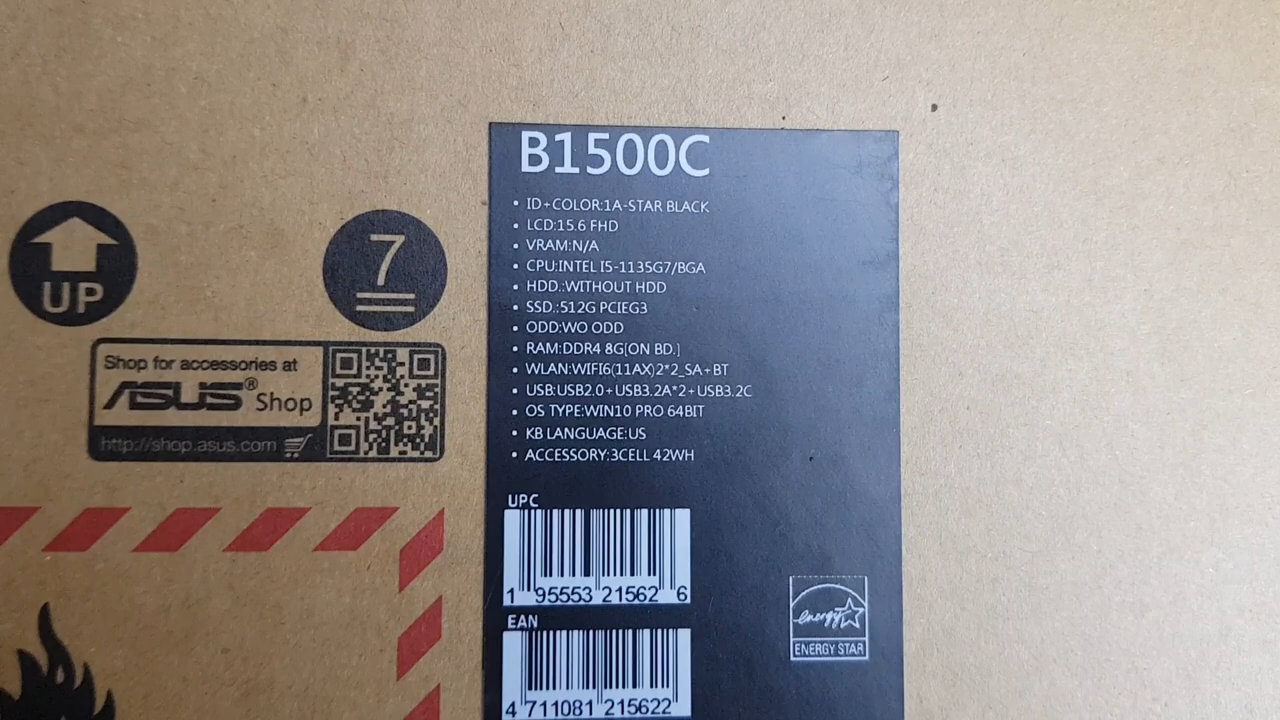 UP
7
Shop for accessories at
ASUS® Shop
http://shop.asus.com
B1500C
• ID+COLOR:1A-STAR BLACK
• LCD:15.6 FHD
• VRAM:N/A
• CPU:INTEL I5-1135G7/BGA
• HDD.:WITHOUT HDD
• SSD.:512G PCIEG3
• ODD:WO ODD
• RAM:DDR4 8G[ON BD.]
• WLAN:WIFI6(11AX)2*2_SA+BT
• USB:USB2.0+USB3.2A*2+USB3.2C
• OS TYPE:WIN10 PRO 64BIT
• KB LANGUAGE:US
• ACCESSORY:3CELL 42WH
UPC
1 95553 21562 6
EAN
4 711081 215622
energy
ENERGY STAR